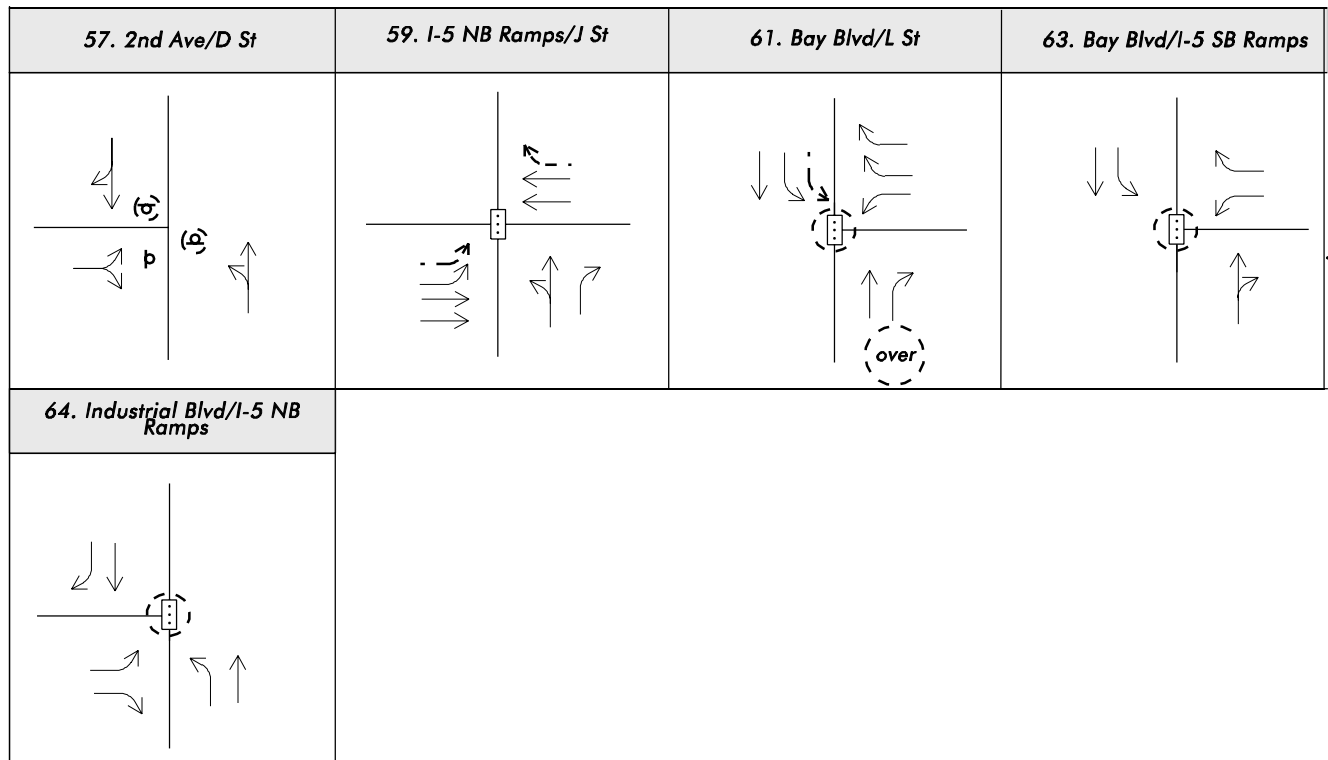 57. 2nd Ave/D St
59. I-5 NB Ramps/J St
61. Bay Blvd/L St
63. Bay Blvd/I-5 SB Ramps
over
64. Industrial Blvd/I-5 NB
Ramps